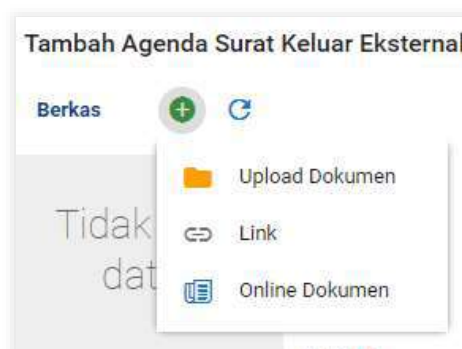 Tambah Agenda Surat Keluar Eksternal
Berkas
Upload Dokumen
Tidak
Link
dat
Online Dokumen